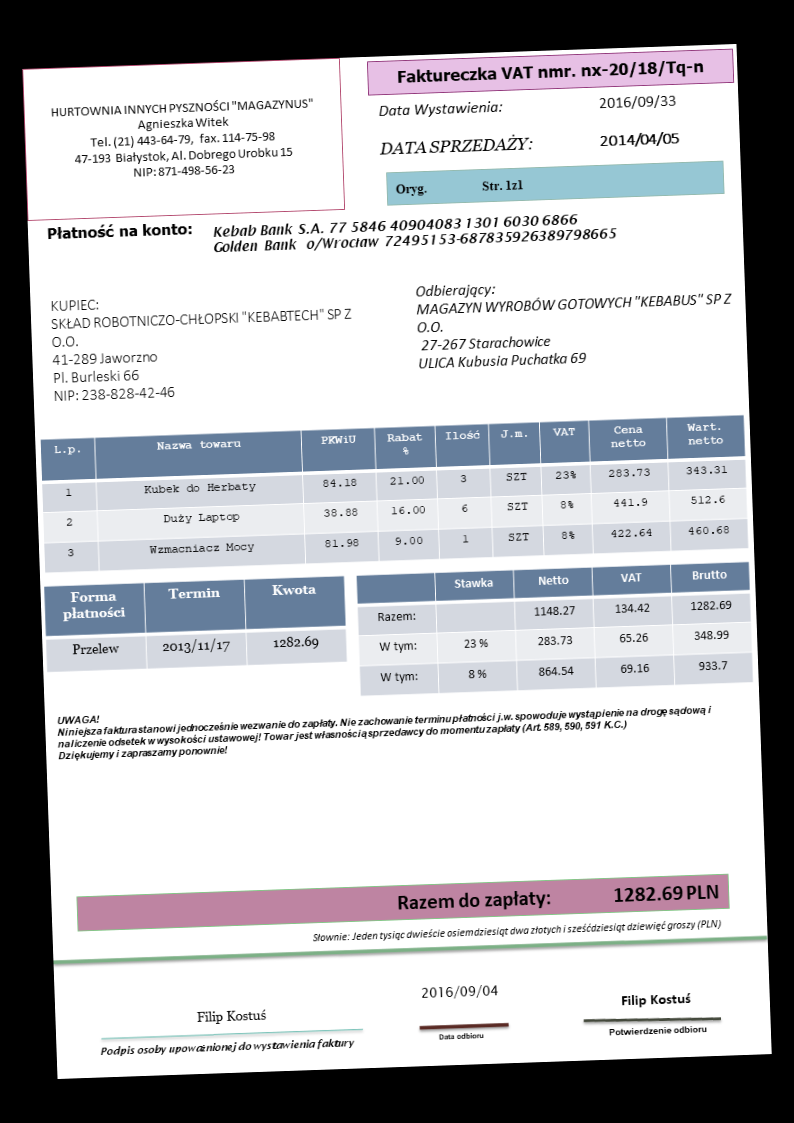 HURTOWNIA INNYCH PYSZNOŚCI "MAGAZYNUS"
Agnieszka Witek
Tel. (21) 443-64-79, fax. 114-75-98
47-193 Białystok, Al. Dobrego Urobku 15
NIP: 871-498-56-23
Faktureczka VAT nmr. nx-20/18/Tq-n
Data Wystawienia: 2016/09/33
DATA SPRZEDAŻY: 2014/04/05
Oryg. Str. 1z1
Płatność na konto: Kebab Bank S.A. 77 5846 40904083 1301 6030 6866
Golden Bank o/Wrocław 72495153-687835926389798665
KUPIEC:
SKŁAD ROBOTNICZO-CHŁOPSKI "KEBABTECH" SP Z
O.O.
41-289 Jaworzno
Pl. Burleski 66
NIP: 238-828-42-46
Odbierający:
MAGAZYN WYROBÓW GOTOWYCH "KEBABUS" SP Z
O.O.
27-267 Starachowice
ULICA Kubusia Puchatka 69
L.p. Nazwa towaru PKWiU Rabat % Ilość J.m. VAT Cena netto Wart. netto
1 Kubek do Herbaty 84.18 21.00 3 SZT 23% 283.73 343.31
2 Duży Laptop 38.88 16.00 6 SZT 8% 441.9 512.6
3 Wzmacniacz Mocy 81.98 9.00 1 SZT 8% 422.64 460.68
Forma płatności Termin Kwota
Przelew 2013/11/17 1282.69
Stawka Netto VAT Brutto
Razem: 1148.27 134.42 1282.69
W tym: 23 % 283.73 65.26 348.99
W tym: 8 % 864.54 69.16 933.7
UWAGA!
Niniejsza faktura stanowi jednocześnie wezwanie do zapłaty. Nie zachowanie terminu płatności j.w. spowoduje wystąpienie na drogę sądową i
naliczenie odsetek w wysokości ustawowej! Towar jest własnością sprzedawcy do momentu zapłaty (Art. 589, 590, 591 K.C.)
Dziękujemy i zapraszamy ponownie!
Razem do zapłaty: 1282.69 PLN
Słownie: Jeden tysiąc dwieście osiemdziesiąt dwa złotych i sześćdziesiąt dziewięć groszy (PLN)
Filip Kostuś
Podpis osoby upoważnionej do wystawienia faktury
2016/09/04
Data odbioru
Filip Kostuś
Potwierdzenie odbioru